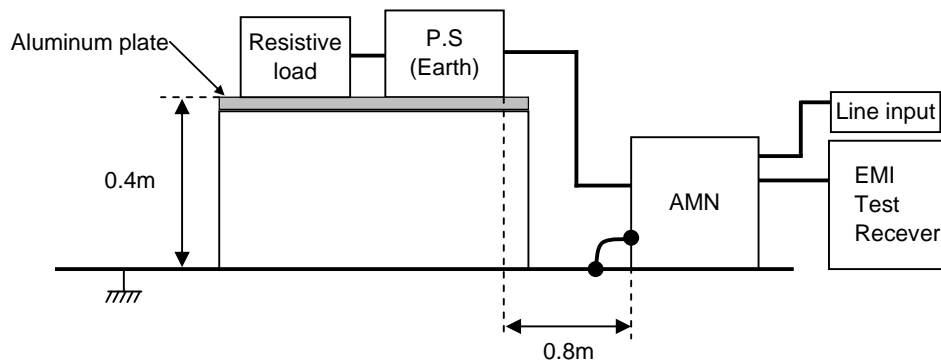 Aluminum plate
Resistive
load
P.S
(Earth)
Line input
0.4m
AMN
EMI
Test
Recever
0.8m